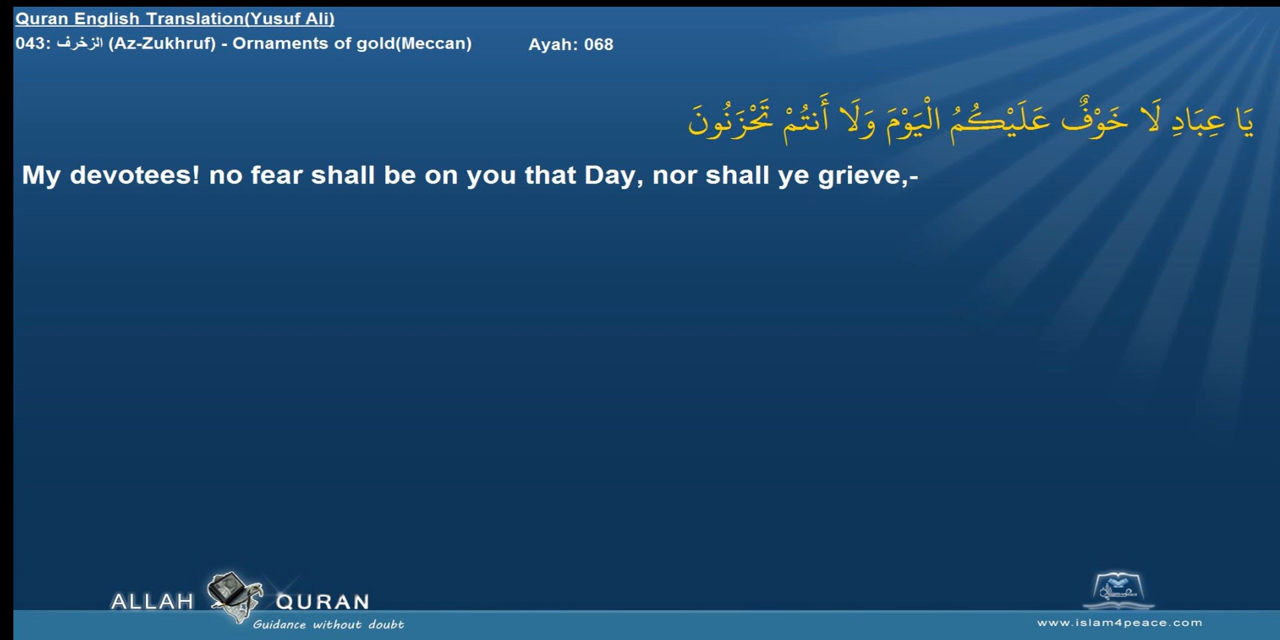 Quran English Translation(Yusuf Ali)
043: الزخرف (Az-Zukhruf) - Ornaments of gold(Meccan) Ayah: 068
يَا عِبَادِ لَا خَوْفٌ عَلَيْكُمُ الْيَوْمَ وَلَا أَنتُمْ تَحْزَنُونَ
My devotees! no fear shall be on you that Day, nor shall ye grieve,-
ALLAH QURAN
Guidance without doubt
www.islam4peace.com